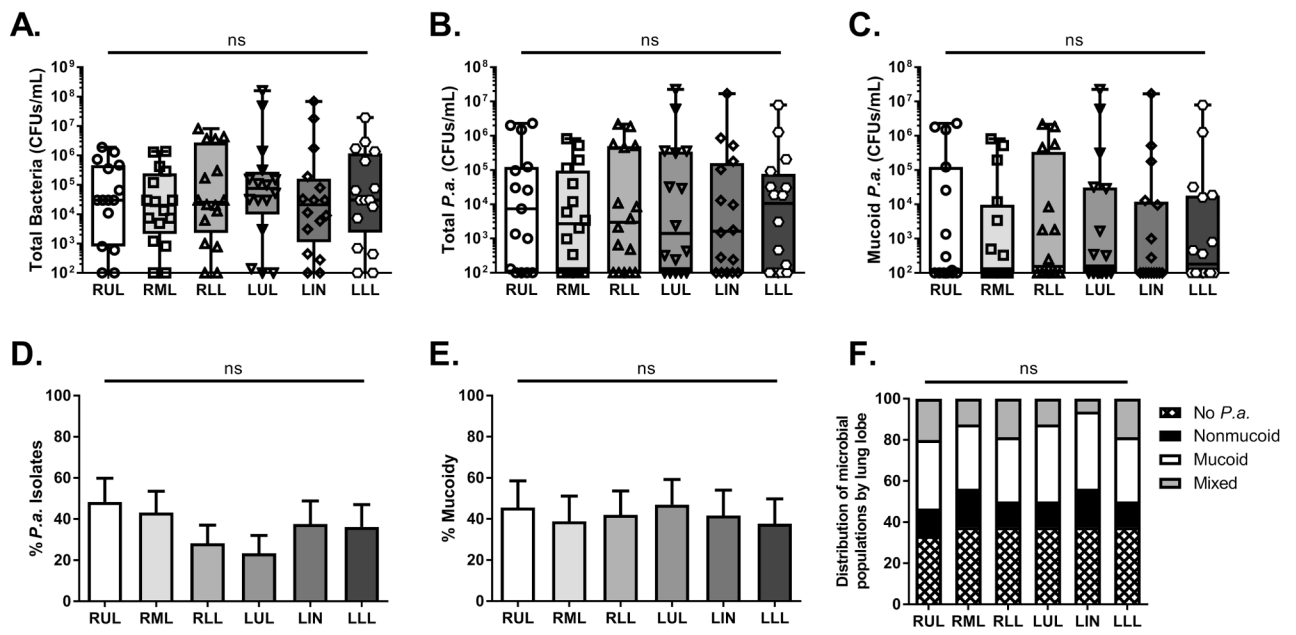 A.
ns
Total Bacteria (CFUs/mL)
10⁹
10⁸
10⁷
10⁶
10⁵
10⁴
10³
10²
RUL RML RLL LUL LIN LLL
B.
ns
Total P.a. (CFUs/mL)
10⁸
10⁷
10⁶
10⁵
10⁴
10³
10²
RUL RML RLL LUL LIN LLL
C.
ns
Mucoid P.a. (CFUs/mL)
10⁸
10⁷
10⁶
10⁵
10⁴
10³
10²
RUL RML RLL LUL LIN LLL
D.
ns
% P.a. Isolates
100
80
60
40
20
0
RUL RML RLL LUL LIN LLL
E.
ns
% Mucoidy
100
80
60
40
20
0
RUL RML RLL LUL LIN LLL
F.
ns
Distribution of microbial
populations by lung lobe
100
80
60
40
20
0
RUL RML RLL LUL LIN LLL
No P.a.
Nonmucoid
Mucoid
Mixed